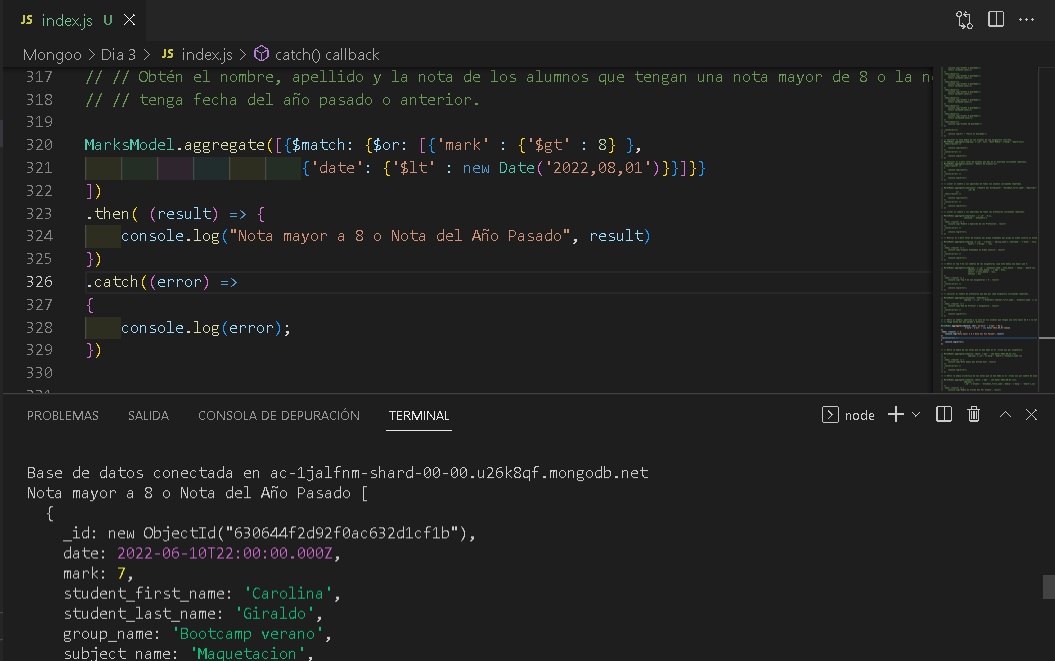 JS index.js U
Mongoo > Dia 3 > JS index.js > catch() callback
317 // // Obtén el nombre, apellido y la nota de los alumnos que tengan una nota mayor de 8 o la n
318 // // tenga fecha del año pasado o anterior.
319
320 MarksModel.aggregate([{$match: {$or: [{'mark' : {'$gt' : 8} },
321 {'date': {'$lt' : new Date('2022,08,01')}}]}}
322 ])
323 .then( (result) => {
324 console.log("Nota mayor a 8 o Nota del Año Pasado", result)
325 })
326 .catch((error) =>
327 {
328 console.log(error);
329 })
330
PROBLEMAS SALIDA CONSOLA DE DEPURACIÓN TERMINAL node
Base de datos conectada en ac-1jalfnm-shard-00-00.u26k8qf.mongodb.net
Nota mayor a 8 o Nota del Año Pasado [
{
_id: new ObjectId("630644f2d92f0ac632d1cf1b"),
date: 2022-06-10T22:00:00.000Z,
mark: 7,
student_first_name: 'Carolina',
student_last_name: 'Giraldo',
group_name: 'Bootcamp verano',
subject_name: 'Maquetacion',